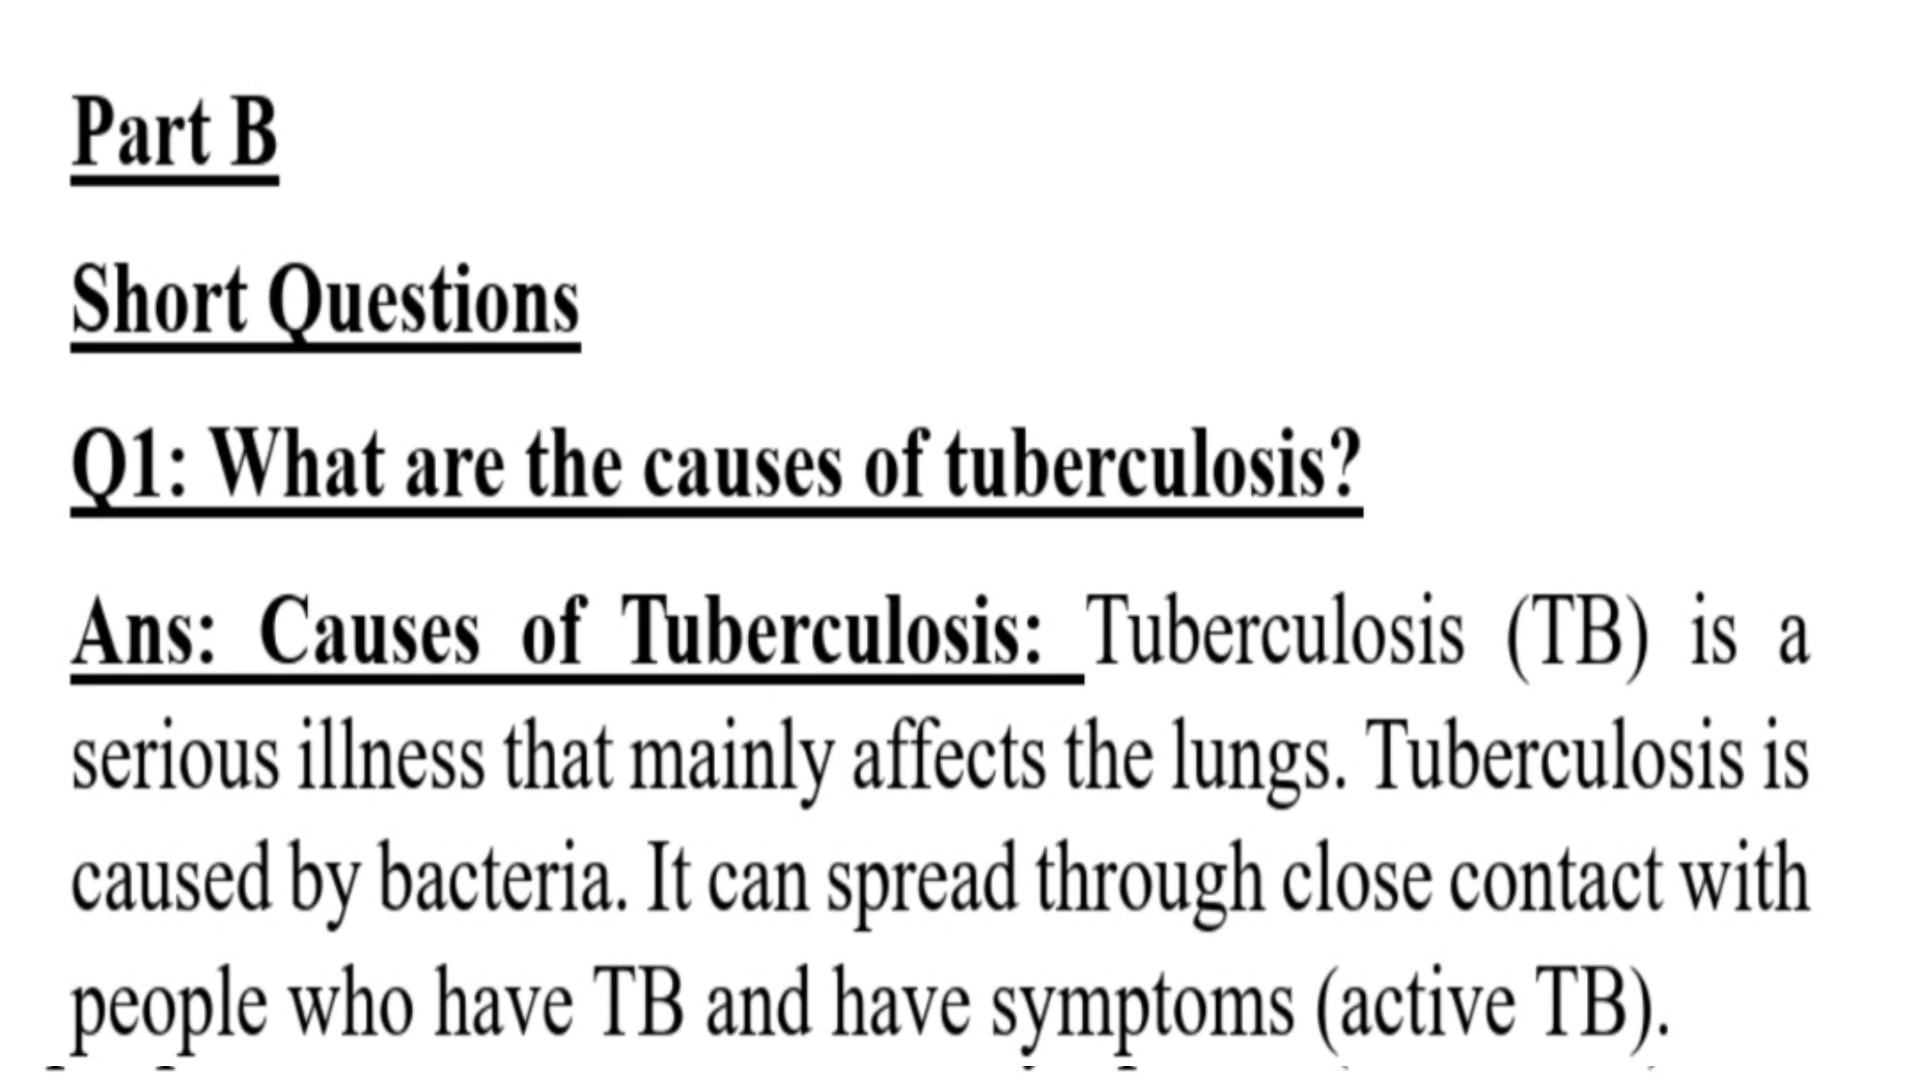 Part B
Short Questions
Q1: What are the causes of tuberculosis?
Ans: Causes of Tuberculosis: Tuberculosis (TB) is a
serious illness that mainly affects the lungs. Tuberculosis is
caused by bacteria. It can spread through close contact with
people who have TB and have symptoms (active TB).